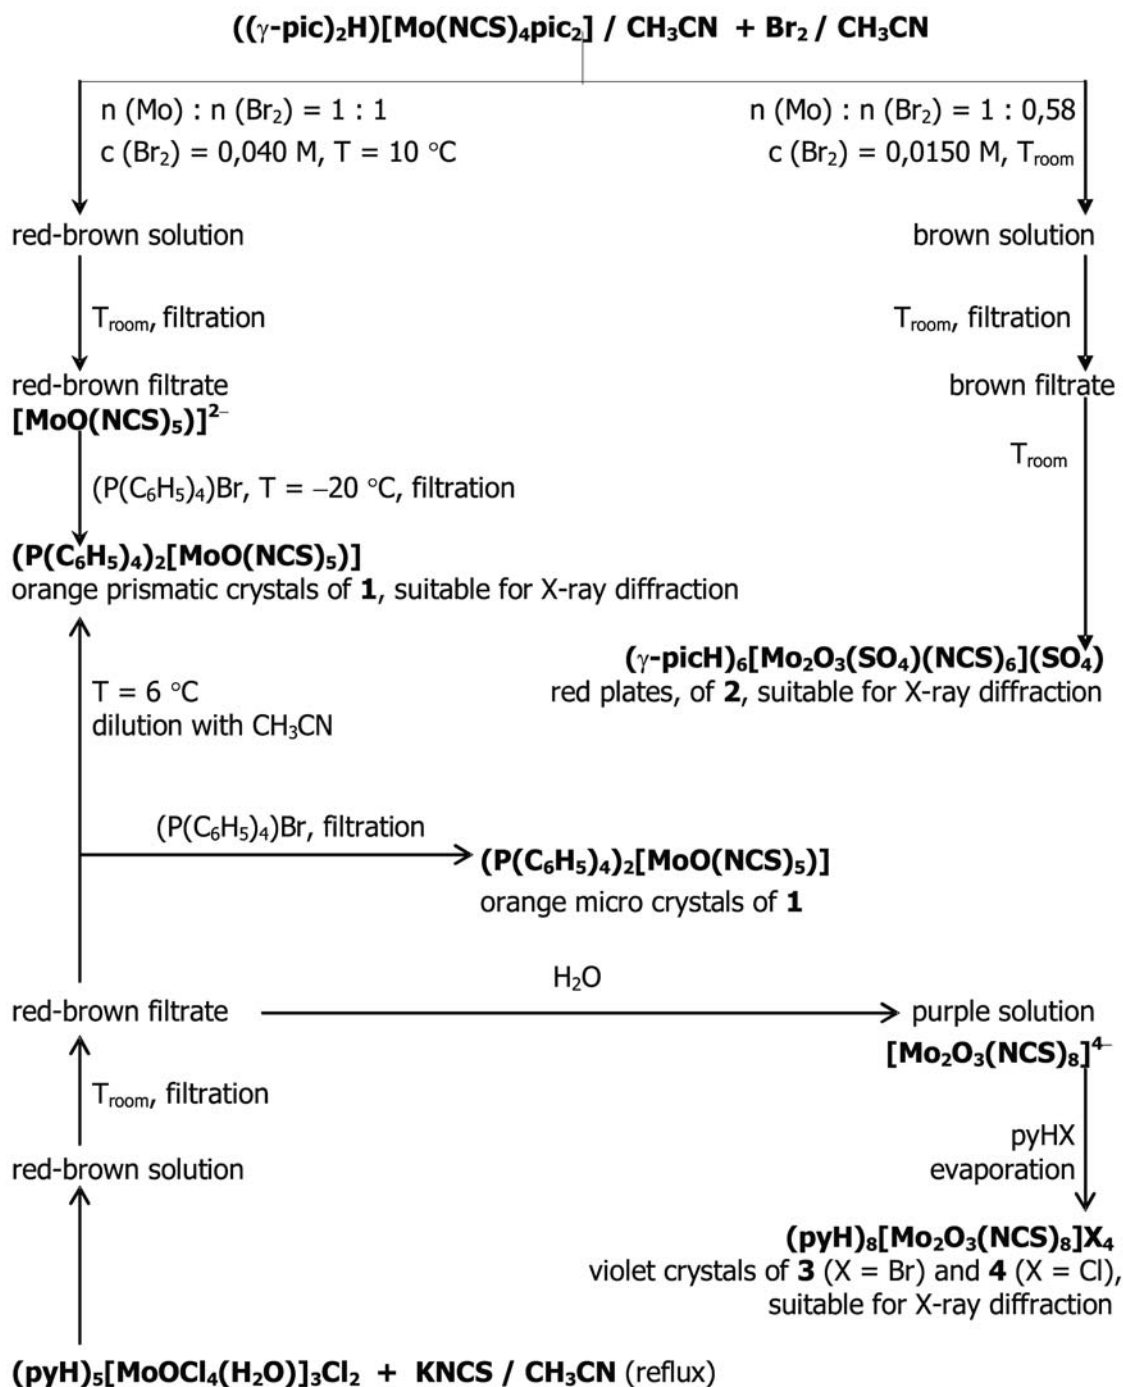 ((γ-pic)₂H)[Mo(NCS)₄pic₂] / CH₃CN + Br₂ / CH₃CN
n (Mo) : n (Br₂) = 1 : 1
c (Br₂) = 0,040 M, T = 10 °C
n (Mo) : n (Br₂) = 1 : 0,58
c (Br₂) = 0,0150 M, Troom
red-brown solution
brown solution
Troom, filtration
Troom, filtration
red-brown filtrate
[MoO(NCS)₅)]²⁻
brown filtrate
Troom
(P(C₆H₅)₄)Br, T = −20 °C, filtration
(P(C₆H₅)₄)₂[MoO(NCS)₅)]
orange prismatic crystals of 1, suitable for X-ray diffraction
(γ-picH)₆[Mo₂O₃(SO₄)(NCS)₆](SO₄)
red plates, of 2, suitable for X-ray diffraction
T = 6 °C
dilution with CH₃CN
(P(C₆H₅)₄)Br, filtration
(P(C₆H₅)₄)₂[MoO(NCS)₅)]
orange micro crystals of 1
H₂O
red-brown filtrate
purple solution
[Mo₂O₃(NCS)₈]⁴⁻
Troom, filtration
pyHX
evaporation
red-brown solution
(pyH)₈[Mo₂O₃(NCS)₈]X₄
violet crystals of 3 (X = Br) and 4 (X = Cl),
suitable for X-ray diffraction
(pyH)₅[MoOCl₄(H₂O)]₃Cl₂ + KNCS / CH₃CN (reflux)